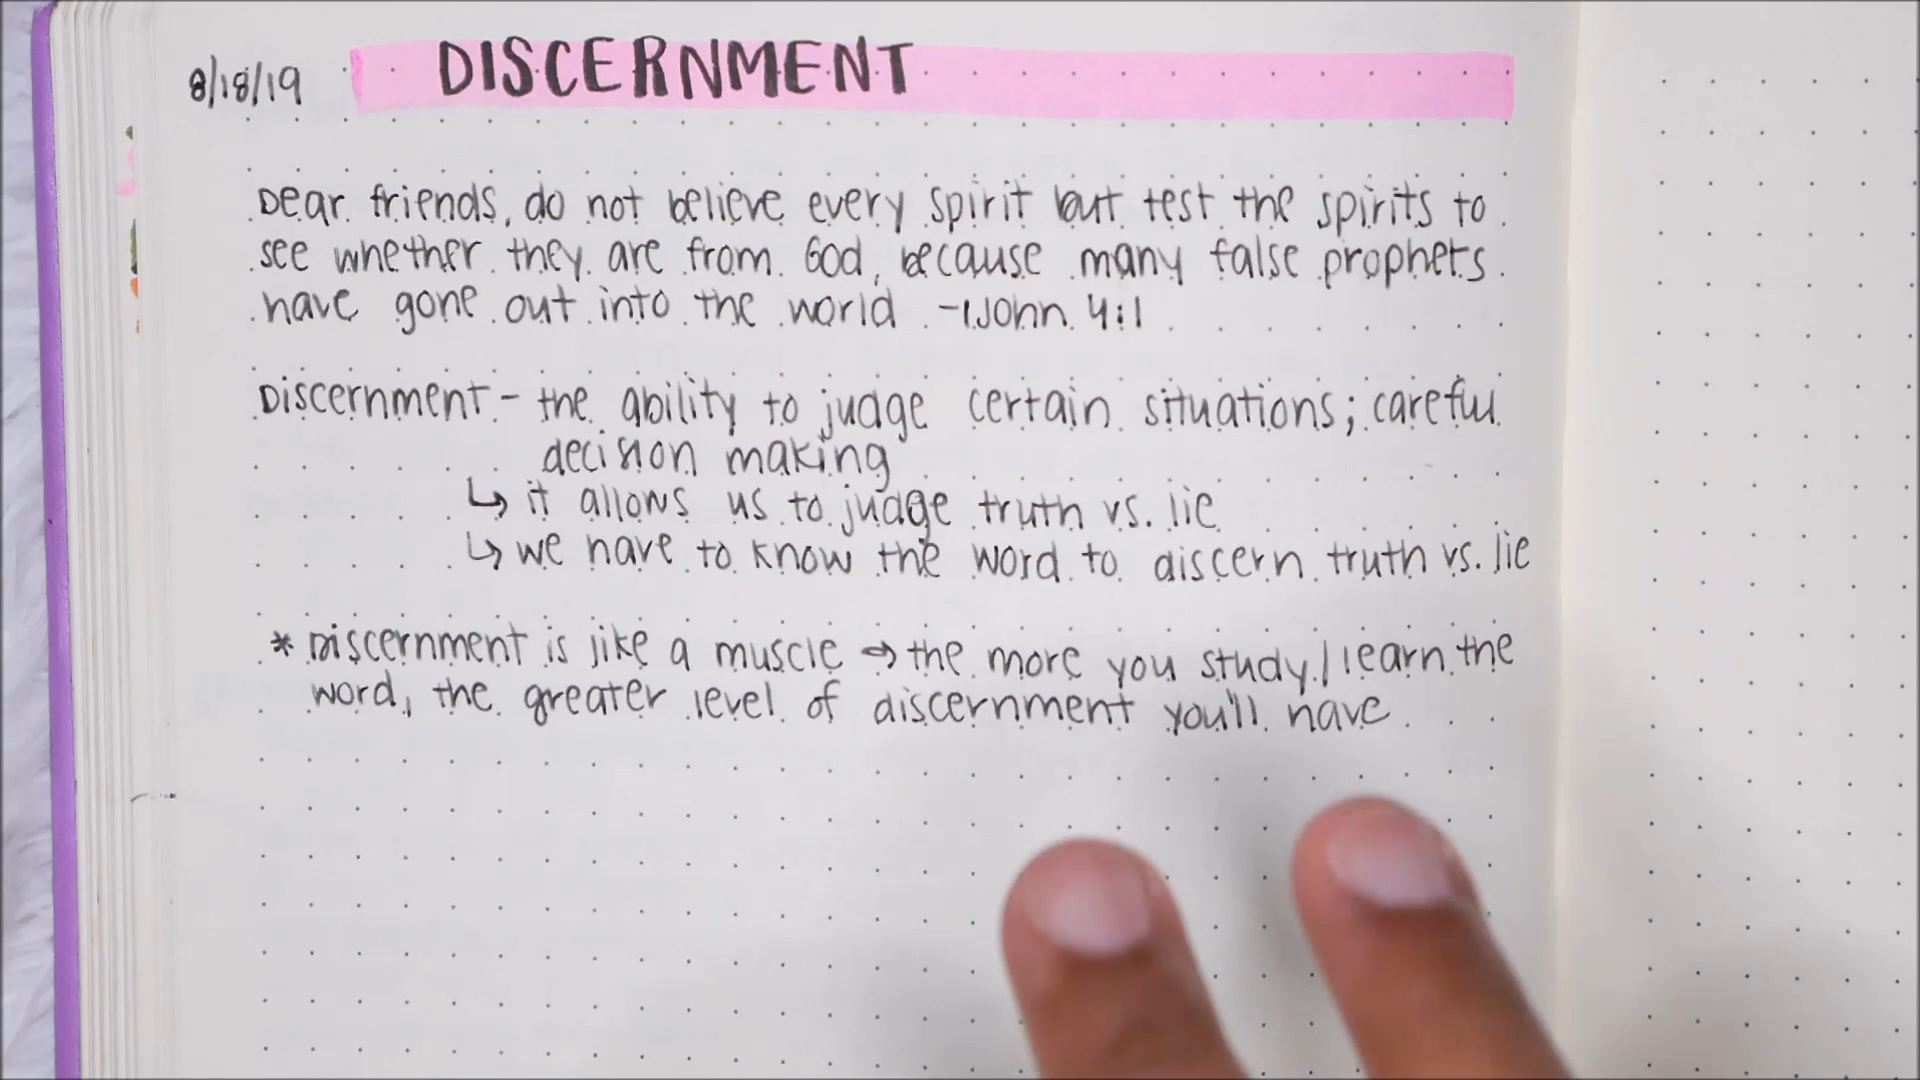 8/18/19 DISCERNMENT
Dear friends, do not believe every spirit but test the spirits to
see whether they are from God, because many false prophets
have gone out into the world -1John 4:1
Discernment - the ability to judge certain situations; careful
decision making
↳ it allows us to judge truth vs. lie
↳ we have to know the word to discern truth vs. lie
* Discernment is like a muscle → the more you study/learn the
word, the greater level of discernment you'll have